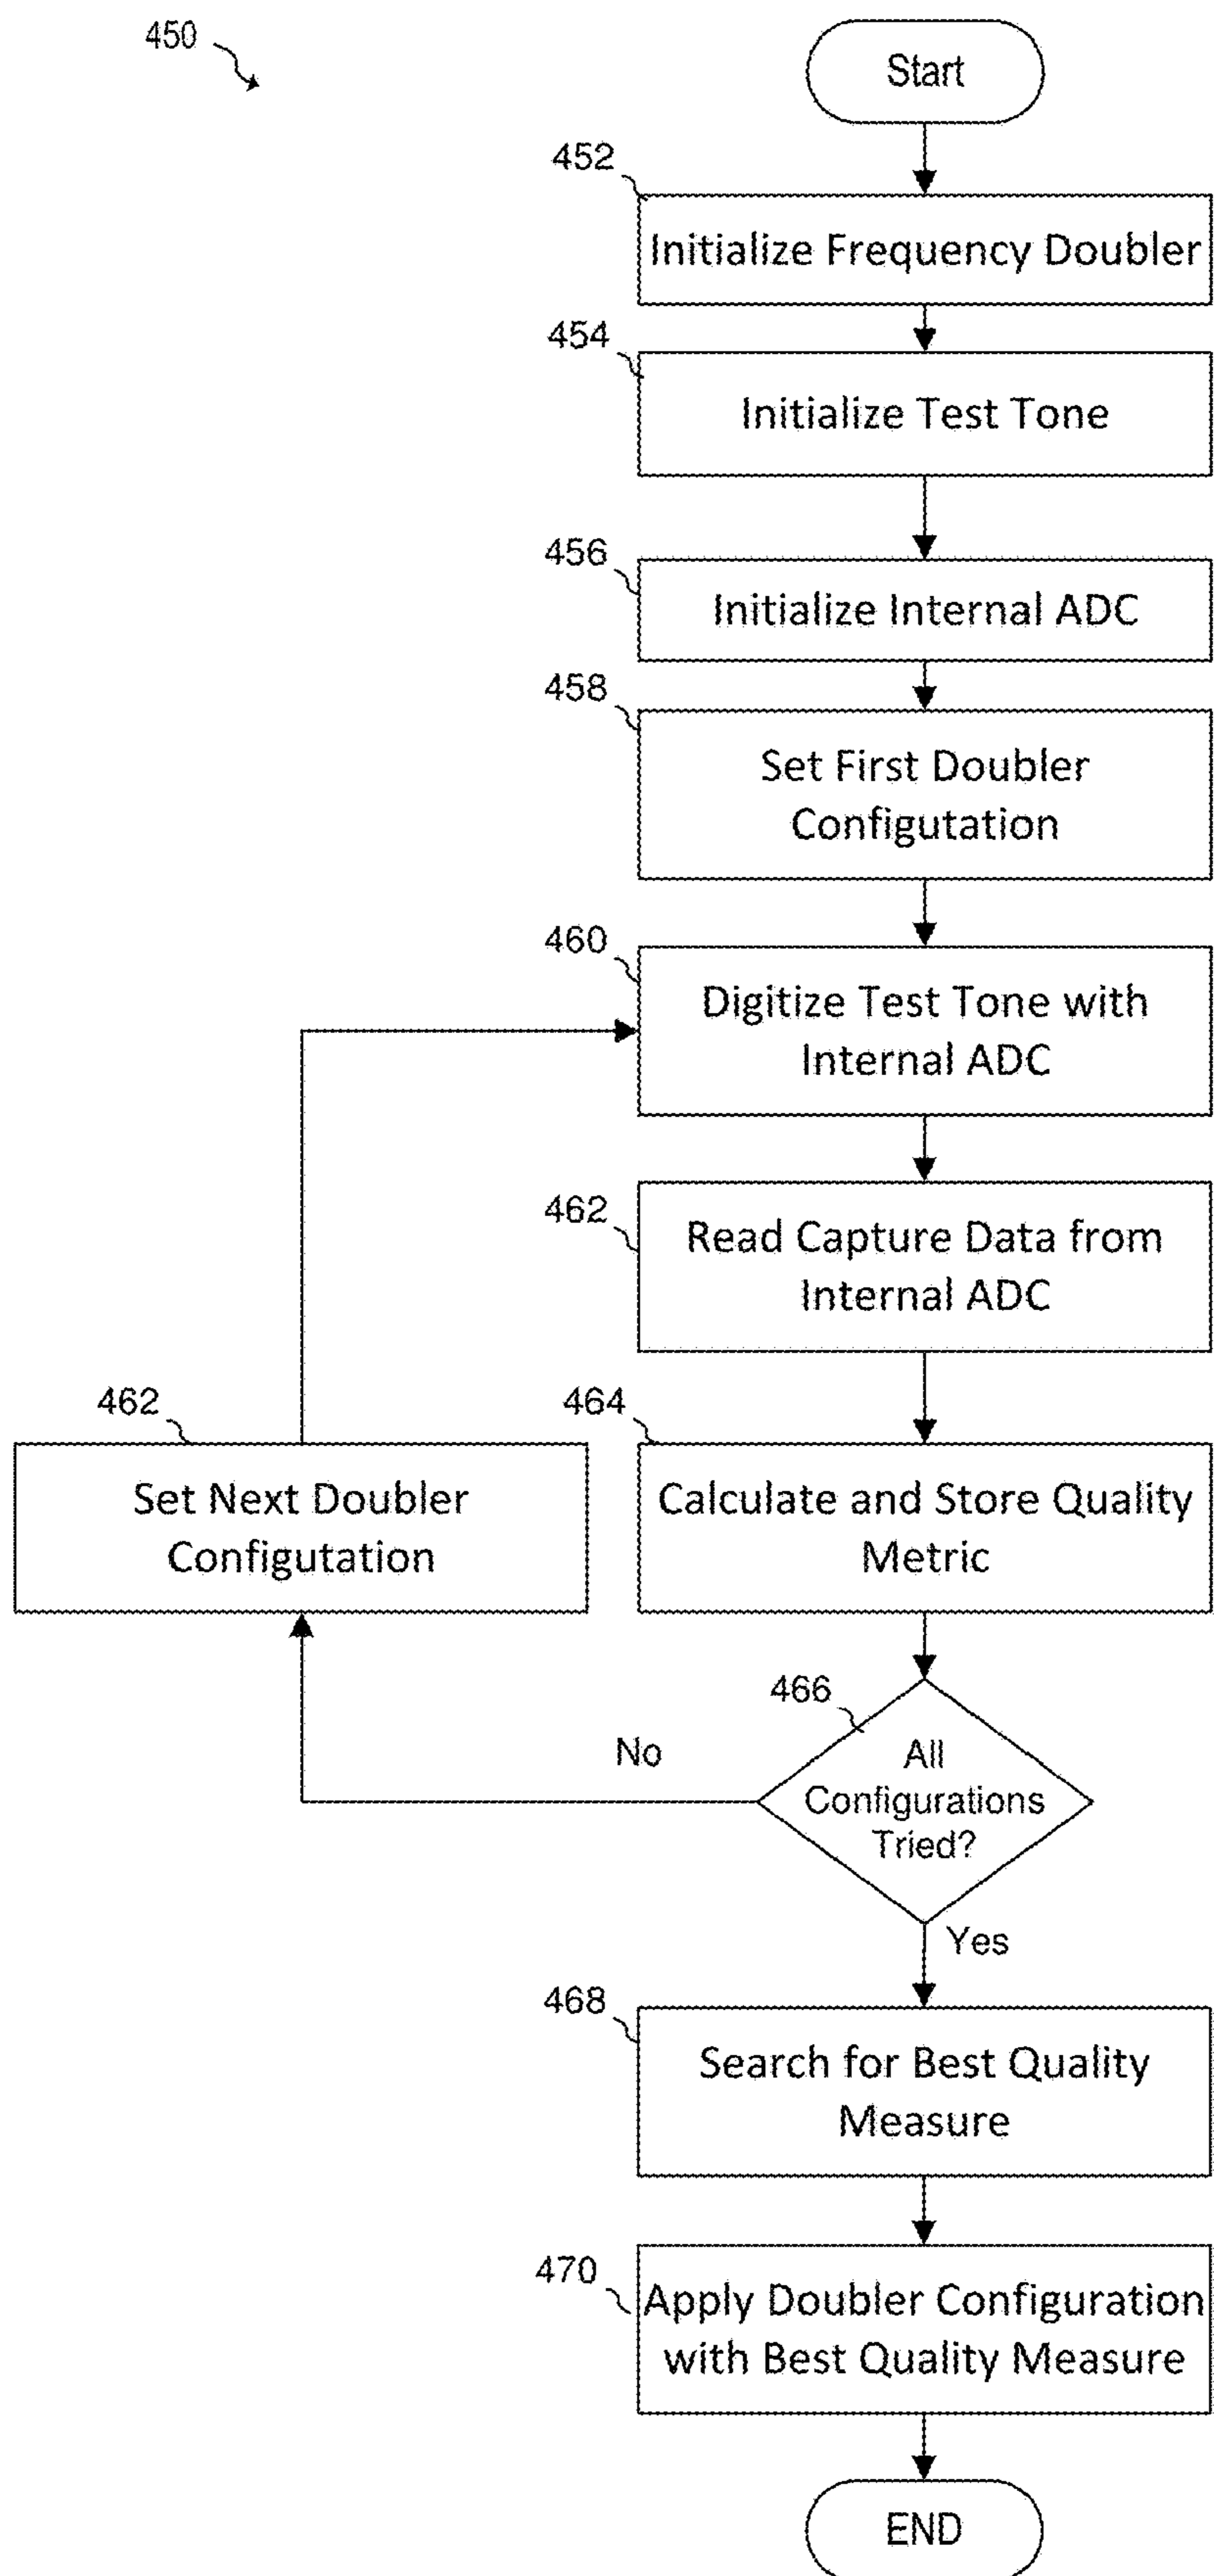 450
Start
452
Initialize Frequency Doubler
454
Initialize Test Tone
456
Initialize Internal ADC
458
Set First Doubler
Configutation
460
Digitize Test Tone with
Internal ADC
462
Read Capture Data from
Internal ADC
462
Set Next Doubler
Configutation
464
Calculate and Store Quality
Metric
466
All
Configurations
Tried?
No
Yes
468
Search for Best Quality
Measure
470
Apply Doubler Configuration
with Best Quality Measure
END